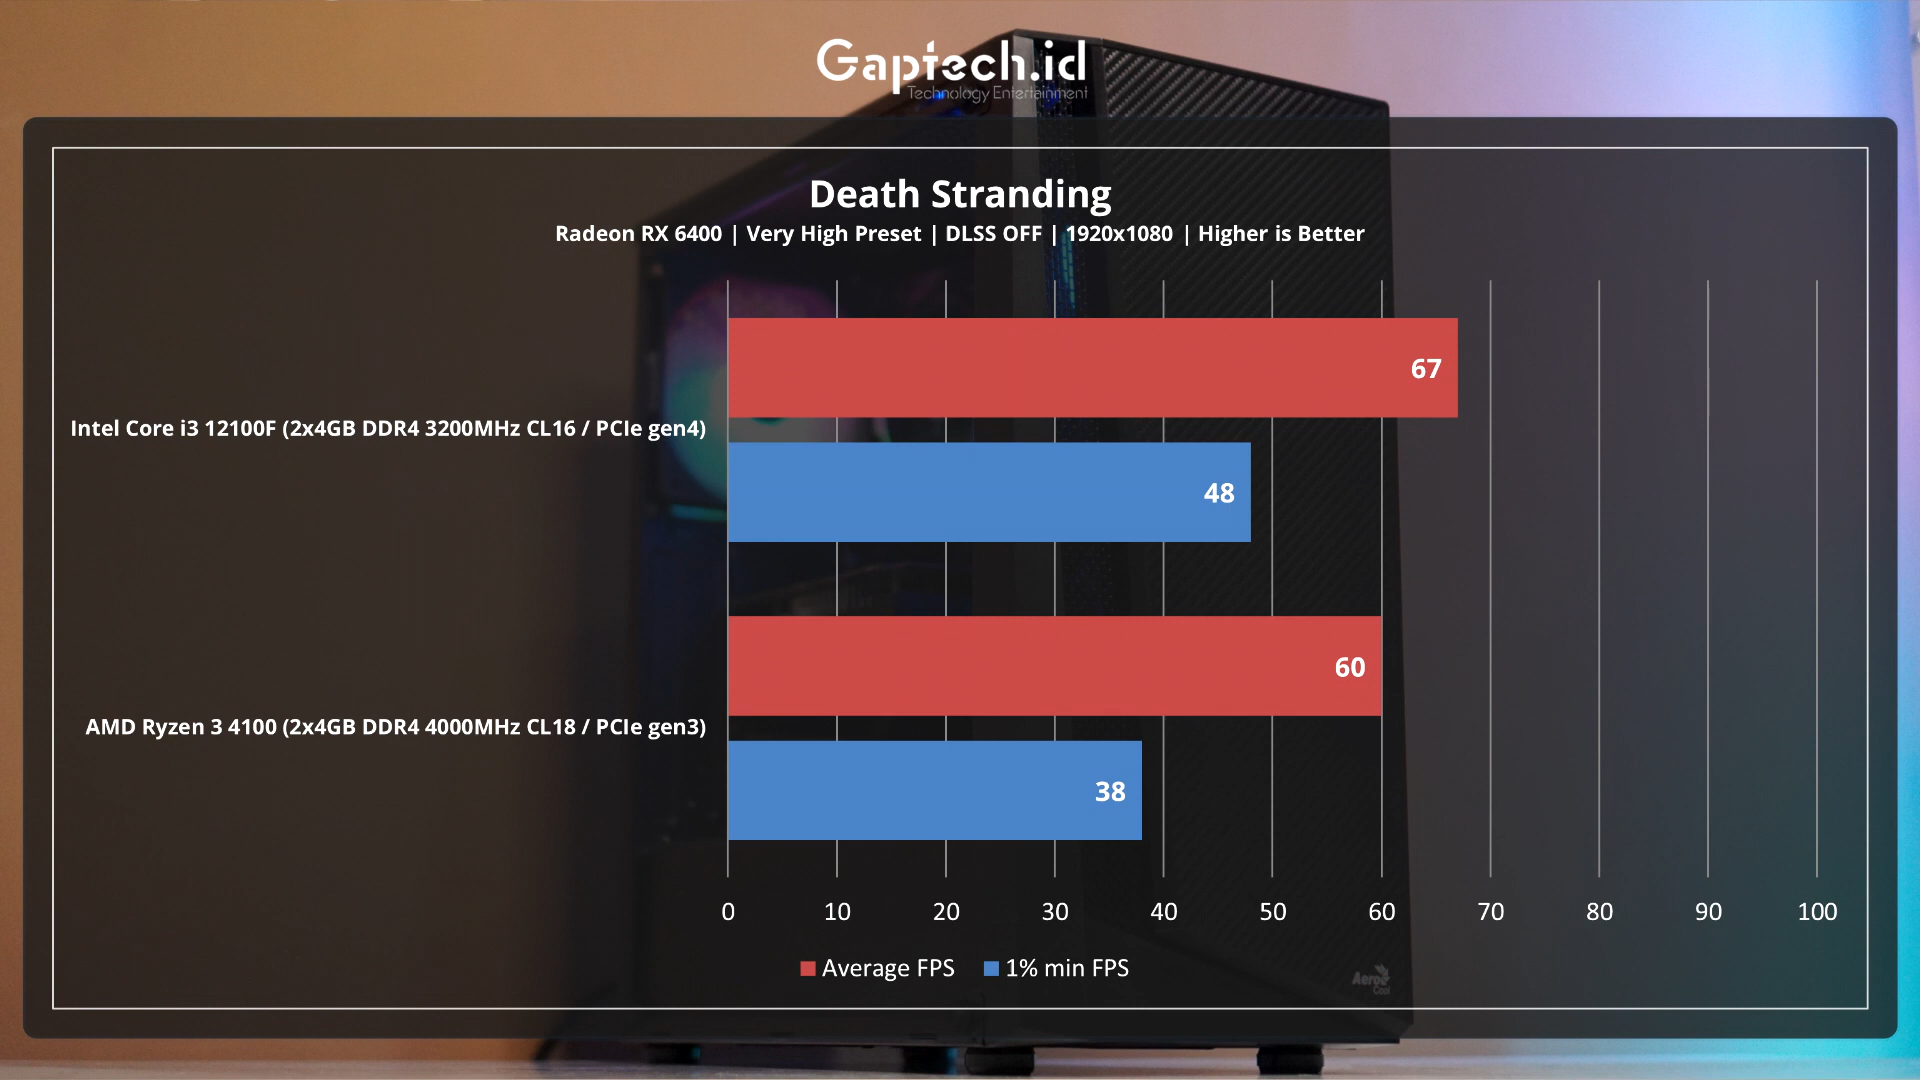 Gaptech.id
Technology Entertainment
Death Stranding
Radeon RX 6400 | Very High Preset | DLSS OFF | 1920x1080 | Higher is Better
67
Intel Core i3 12100F (2x4GB DDR4 3200MHz CL16 / PCIe gen4)
48
60
AMD Ryzen 3 4100 (2x4GB DDR4 4000MHz CL18 / PCIe gen3)
38
0 10 20 30 40 50 60 70 80 90 100
Average FPS 1% min FPS
Aero
Cool